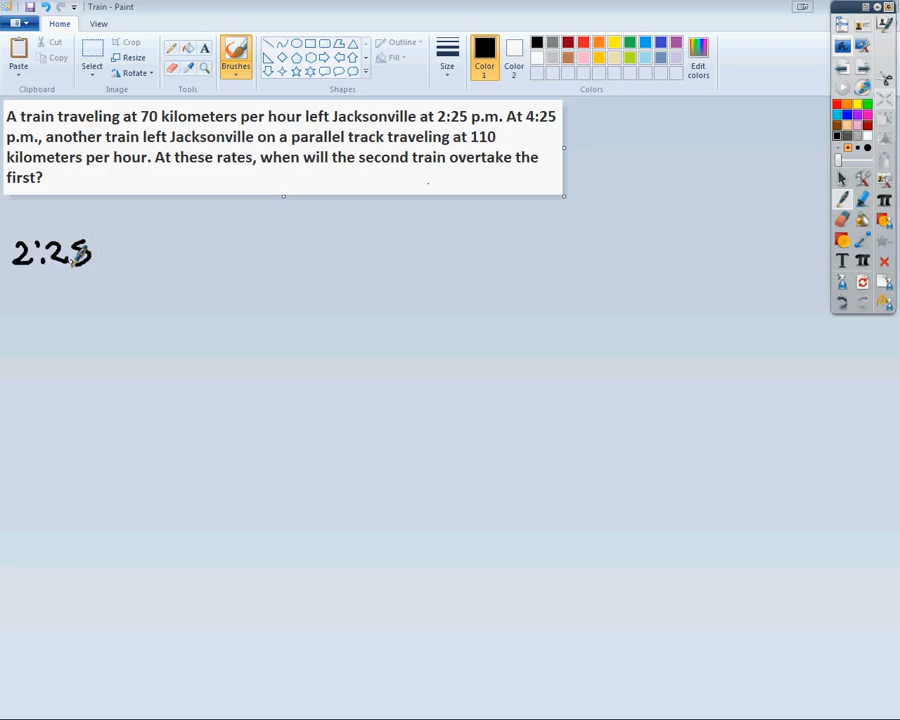 Train - Paint
Home
View
Paste
Cut
Copy
Select
Crop
Resize
Rotate
Brushes
Outline
Fill
Size
Color 1
Color 2
Edit colors
Clipboard
Image
Tools
Shapes
Colors
A train traveling at 70 kilometers per hour left Jacksonville at 2:25 p.m. At 4:25
p.m., another train left Jacksonville on a parallel track traveling at 110
kilometers per hour. At these rates, when will the second train overtake the
first?
2:25